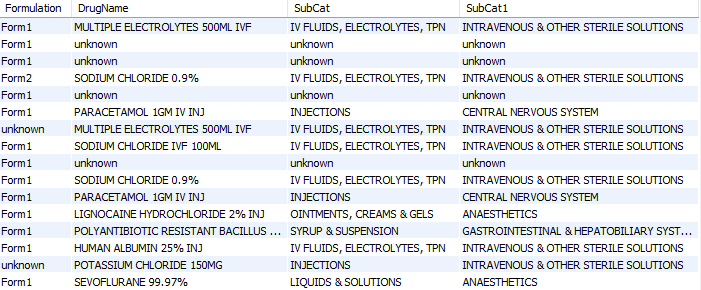 Formulation DrugName SubCat SubCat1
Form1 MULTIPLE ELECTROLYTES 500ML IVF IV FLUIDS, ELECTROLYTES, TPN INTRAVENOUS & OTHER STERILE SOLUTIONS
Form1 unknown unknown unknown
Form1 unknown unknown unknown
Form2 SODIUM CHLORIDE 0.9% IV FLUIDS, ELECTROLYTES, TPN INTRAVENOUS & OTHER STERILE SOLUTIONS
Form1 unknown unknown unknown
Form1 PARACETAMOL 1GM IV INJ INJECTIONS CENTRAL NERVOUS SYSTEM
unknown MULTIPLE ELECTROLYTES 500ML IVF IV FLUIDS, ELECTROLYTES, TPN INTRAVENOUS & OTHER STERILE SOLUTIONS
Form1 SODIUM CHLORIDE IVF 100ML IV FLUIDS, ELECTROLYTES, TPN INTRAVENOUS & OTHER STERILE SOLUTIONS
Form1 unknown unknown unknown
Form1 SODIUM CHLORIDE 0.9% IV FLUIDS, ELECTROLYTES, TPN INTRAVENOUS & OTHER STERILE SOLUTIONS
Form1 PARACETAMOL 1GM IV INJ INJECTIONS CENTRAL NERVOUS SYSTEM
Form1 LIGNOCAINE HYDROCHLORIDE 2% INJ OINTMENTS, CREAMS & GELS ANAESTHETICS
Form1 POLYANTIBIOTIC RESISTANT BACILLUS ... SYRUP & SUSPENSION GASTROINTESTINAL & HEPATOBILIARY SYST...
Form1 HUMAN ALBUMIN 25% INJ IV FLUIDS, ELECTROLYTES, TPN INTRAVENOUS & OTHER STERILE SOLUTIONS
unknown POTASSIUM CHLORIDE 150MG INJECTIONS INTRAVENOUS & OTHER STERILE SOLUTIONS
Form1 SEVOFLURANE 99.97% LIQUIDS & SOLUTIONS ANAESTHETICS